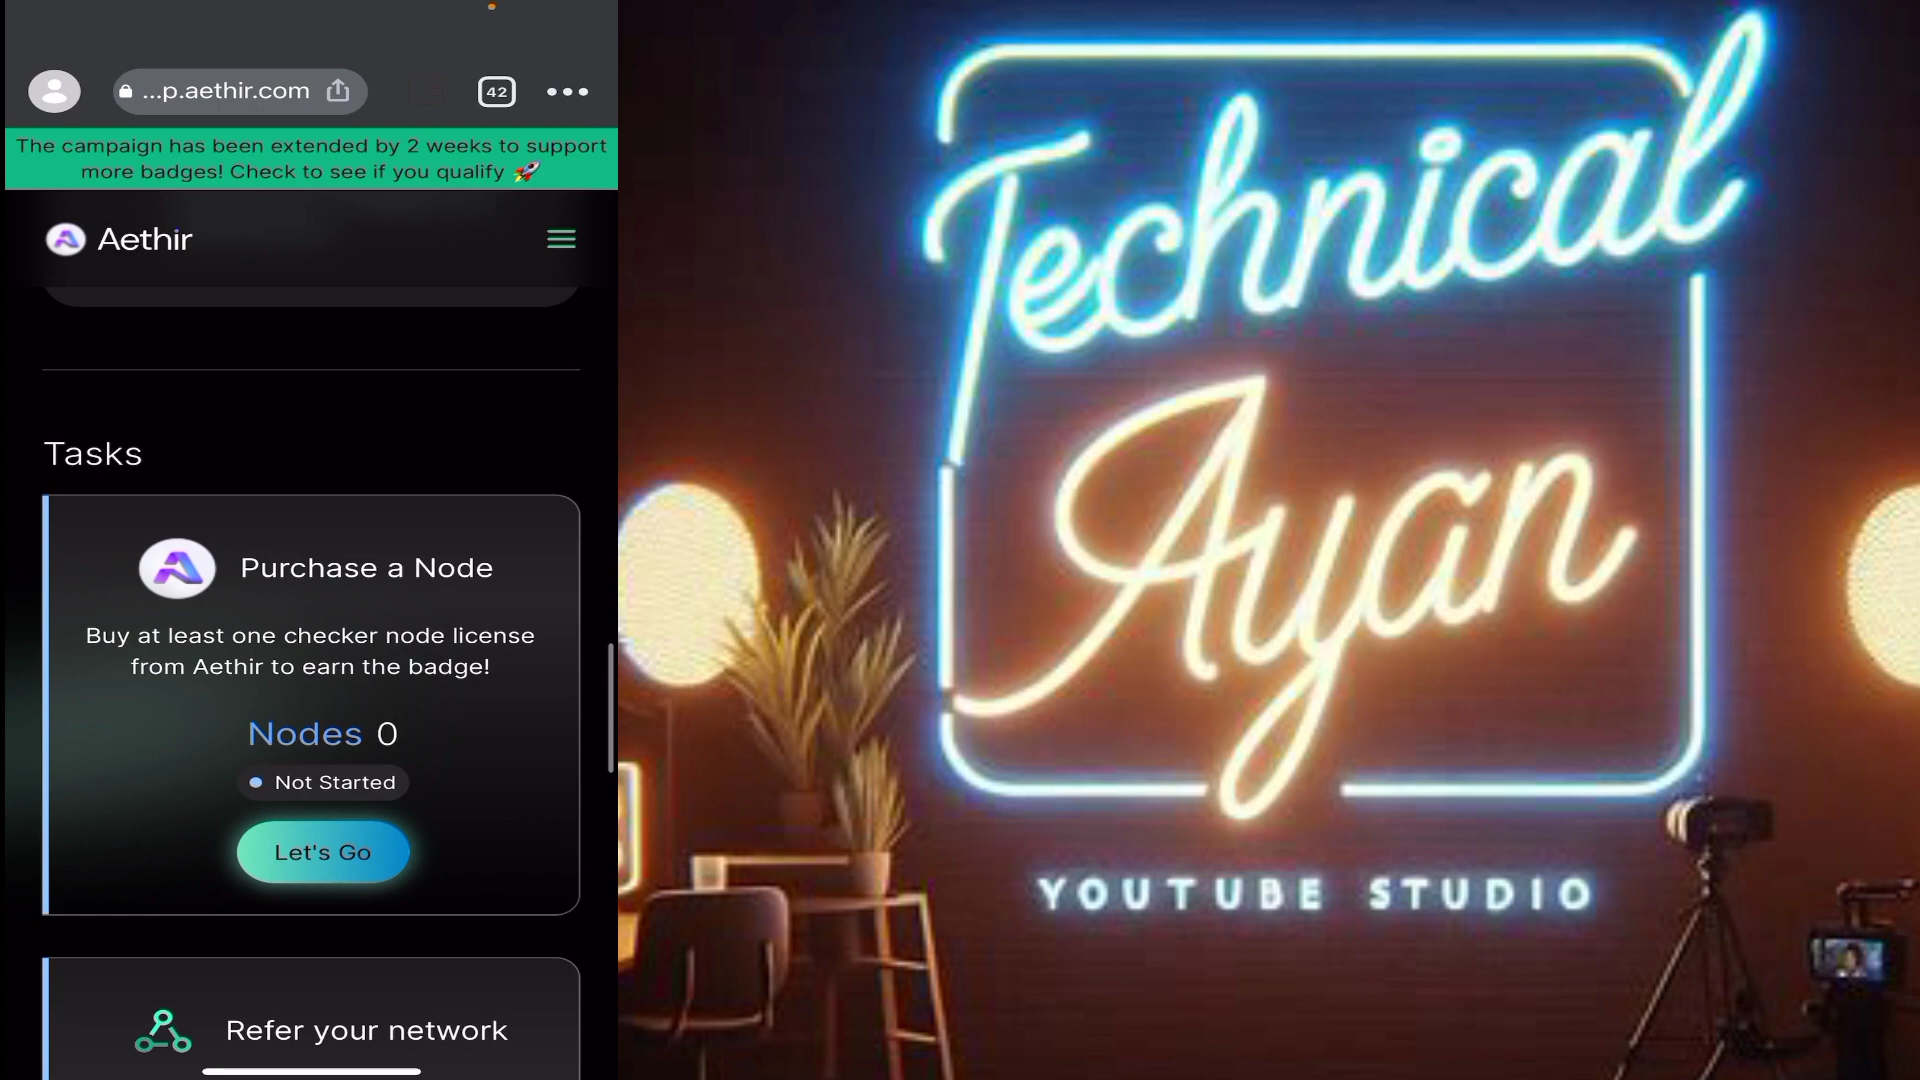 ...p.aethir.com
42
The campaign has been extended by 2 weeks to support
more badges! Check to see if you qualify 🚀
Aethir
Tasks
Purchase a Node
Buy at least one checker node license
from Aethir to earn the badge!
Nodes 0
Not Started
Let's Go
Refer your network
Technical
Ayan
YOUTUBE STUDIO